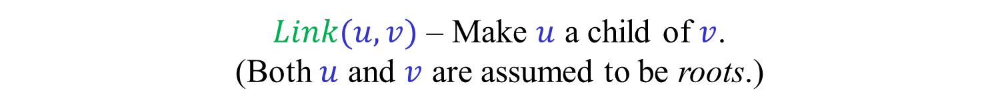 Link(u, v) – Make u a child of v.
(Both u and v are assumed to be roots.)